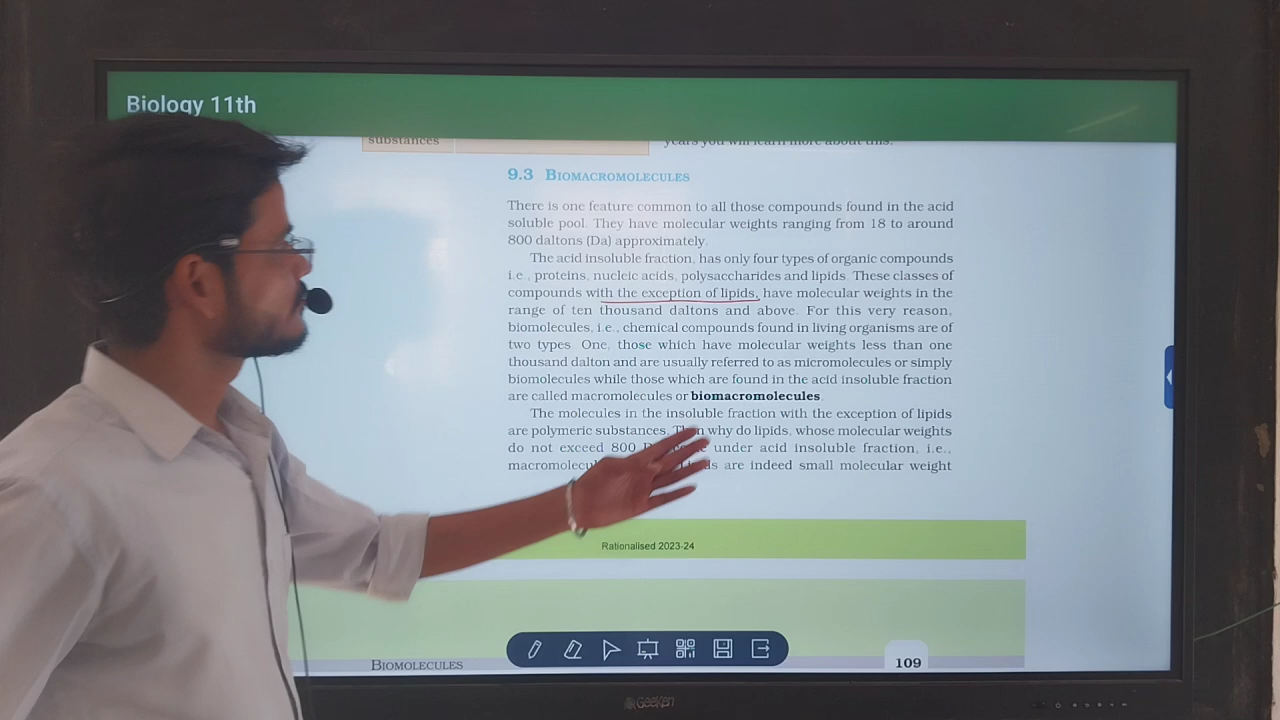 Biology 11th
substances
years you will learn more about this.
9.3 BIOMACROMOLECULES
There is one feature common to all those compounds found in the acid
soluble pool. They have molecular weights ranging from 18 to around
800 daltons (Da) approximately.
The acid insoluble fraction, has only four types of organic compounds
i.e., proteins, nucleic acids, polysaccharides and lipids. These classes of
compounds with the exception of lipids, have molecular weights in the
range of ten thousand daltons and above. For this very reason,
biomolecules, i.e., chemical compounds found in living organisms are of
two types. One, those which have molecular weights less than one
thousand dalton and are usually referred to as micromolecules or simply
biomolecules while those which are found in the acid insoluble fraction
are called macromolecules or biomacromolecules.
The molecules in the insoluble fraction with the exception of lipids
are polymeric substances. Then why do lipids, whose molecular weights
do not exceed 800 under acid insoluble fraction, i.e.,
are indeed small molecular weight
Rationalised 2023-24
BIOMOLECULES
109
Geeken